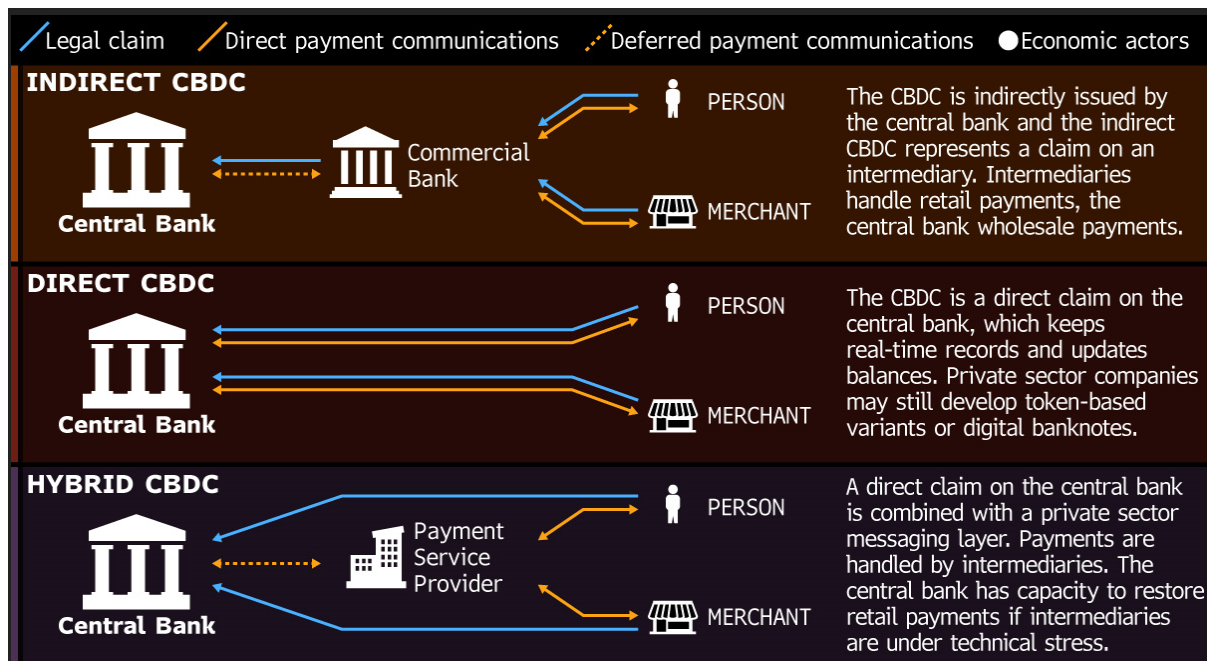 Legal claim
Direct payment communications
Deferred payment communications
Economic actors
INDIRECT CBDC
Central Bank
Commercial
Bank
PERSON
MERCHANT
The CBDC is indirectly issued by
the central bank and the indirect
CBDC represents a claim on an
intermediary. Intermediaries
handle retail payments, the
central bank wholesale payments.
DIRECT CBDC
Central Bank
PERSON
MERCHANT
The CBDC is a direct claim on the
central bank, which keeps
real-time records and updates
balances. Private sector companies
may still develop token-based
variants or digital banknotes.
HYBRID CBDC
Central Bank
Payment
Service
Provider
PERSON
MERCHANT
A direct claim on the central bank
is combined with a private sector
messaging layer. Payments are
handled by intermediaries. The
central bank has capacity to restore
retail payments if intermediaries
are under technical stress.